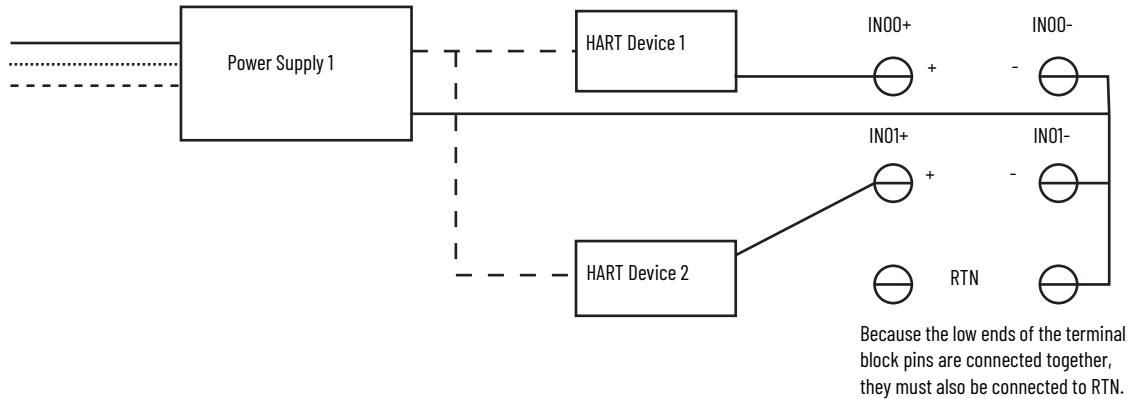 IN00+
IN00-
HART Device 1
Power Supply 1
+
-
IN01+
IN01-
+
-
HART Device 2
RTN
Because the low ends of the terminal
block pins are connected together,
they must also be connected to RTN.